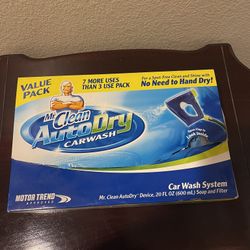 VALUE
PACK
7 MORE USES
THAN 3 USE PACK
For a Spot-Free Clean and Shine with
No Need to Hand Dry!
Mr. Clean
AutoDry
CARWASH
MOTOR TREND
APPROVED
Car Wash System
Mr. Clean AutoDry Device, 20 FL OZ (600 mL) Soap and Filter